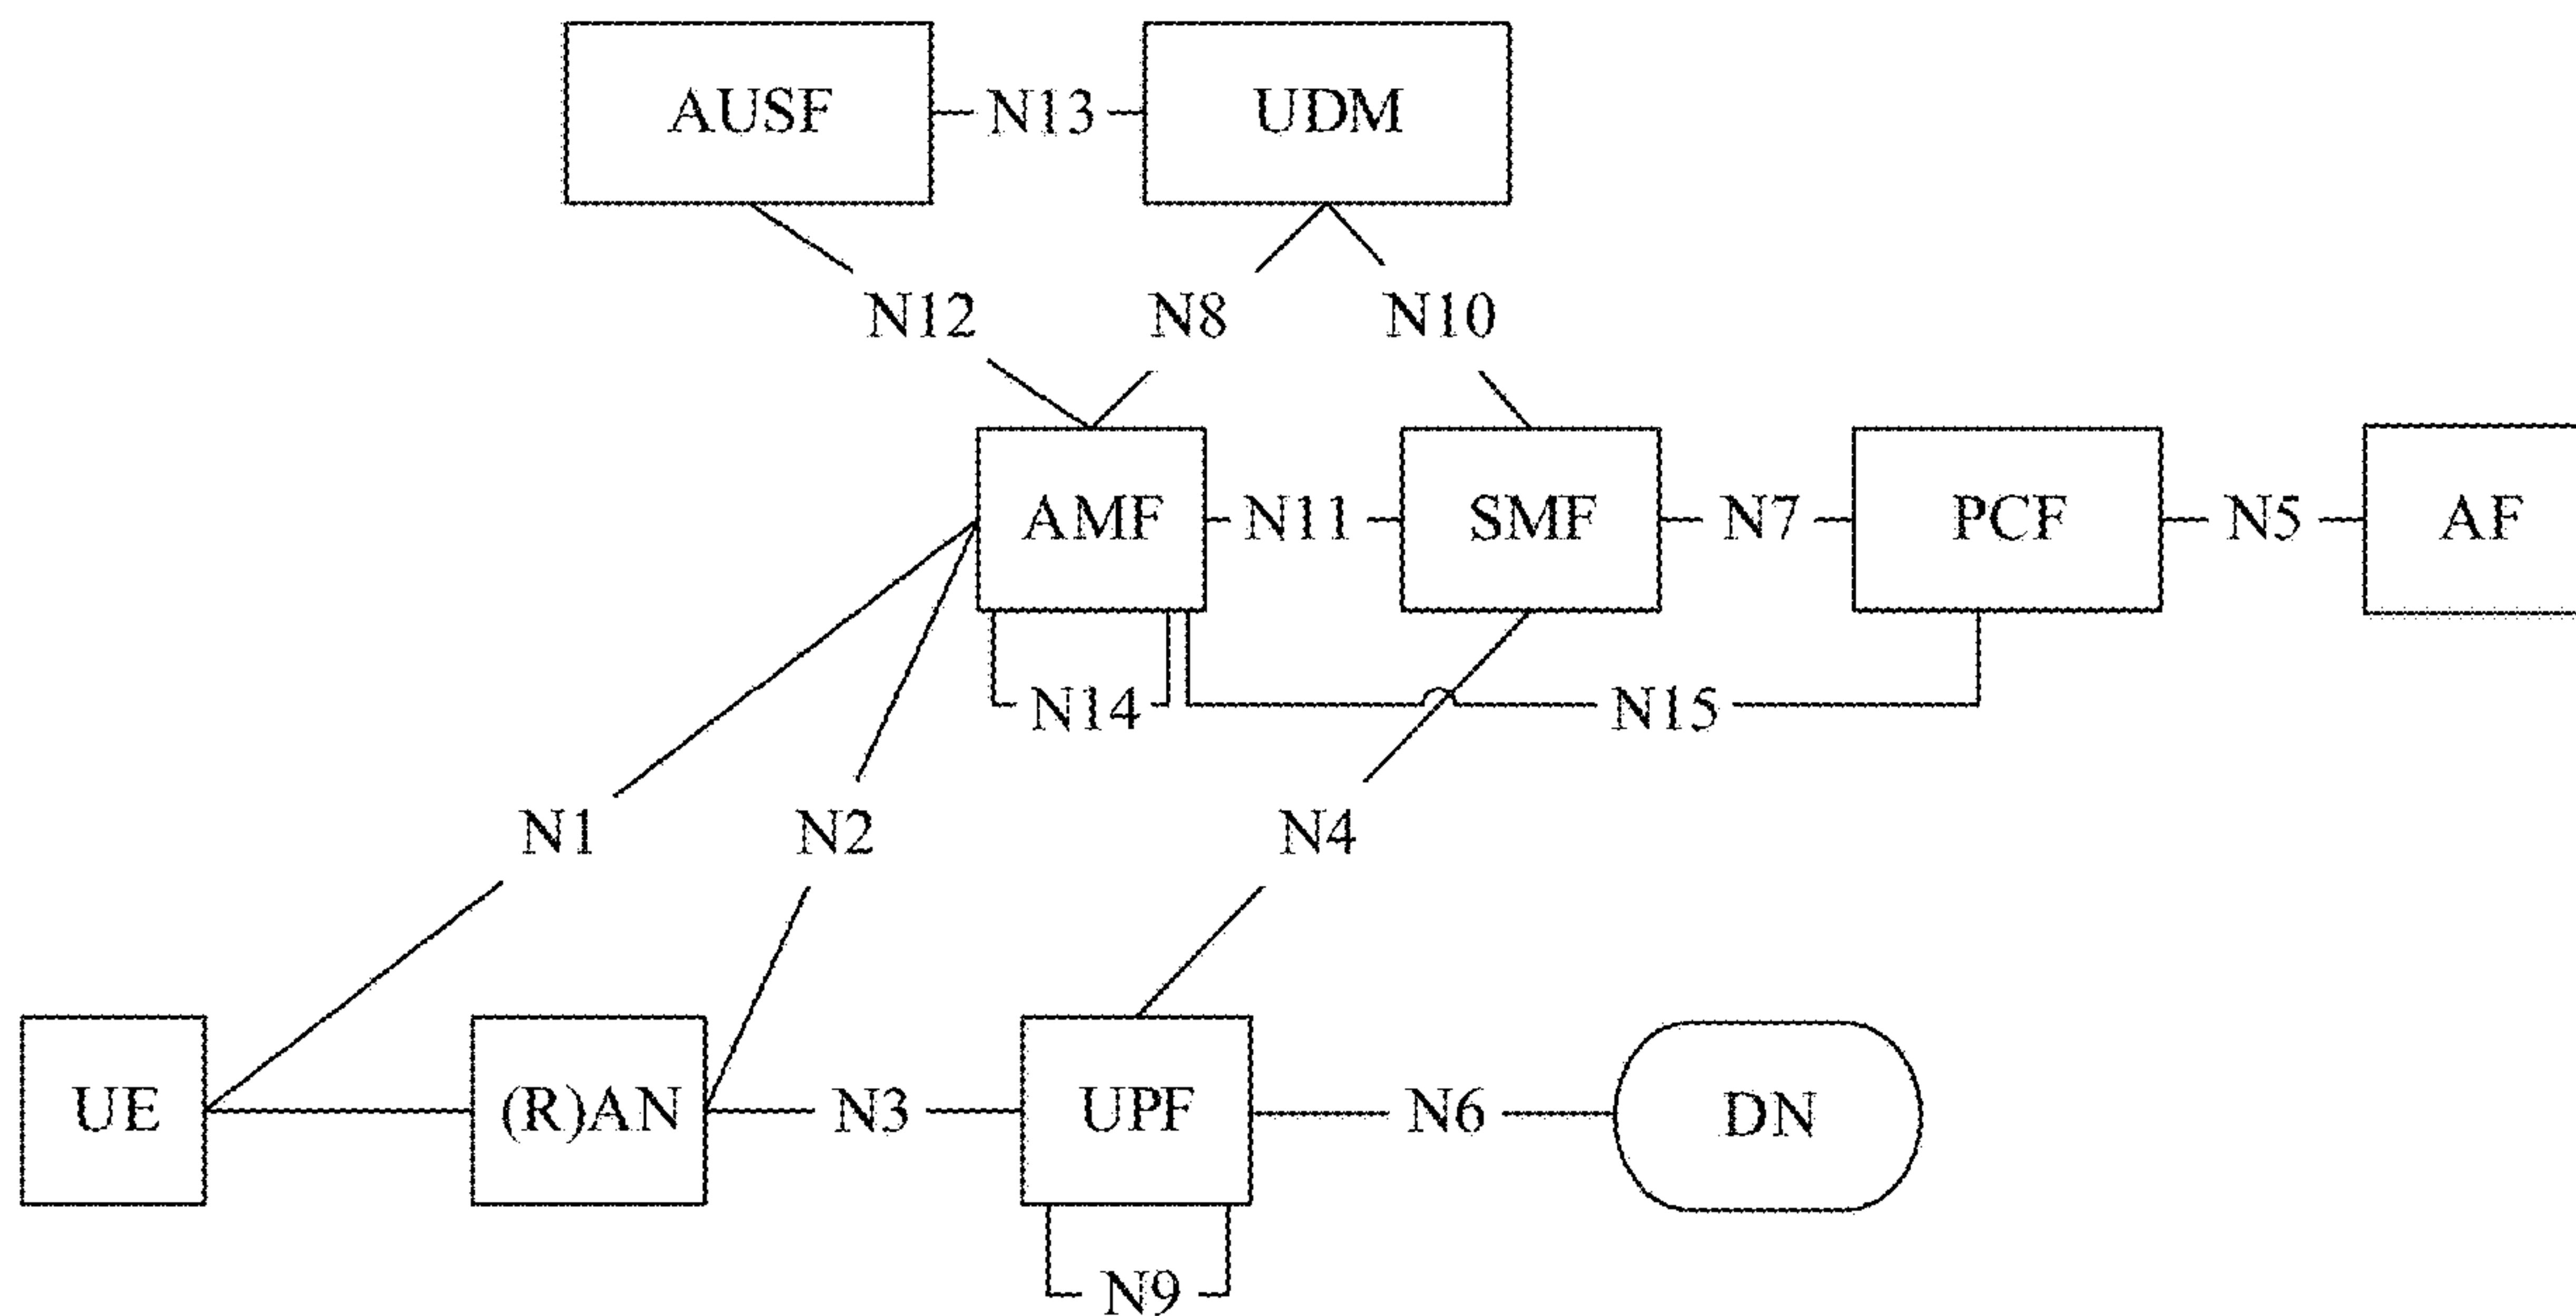 AUSF N13 UDM
N12 N8 N10
AMF N11 SMF N7 PCF N5 AF
N14 N15
N1 N2 N4
UE (R)AN N3 UPF N6 DN
N9